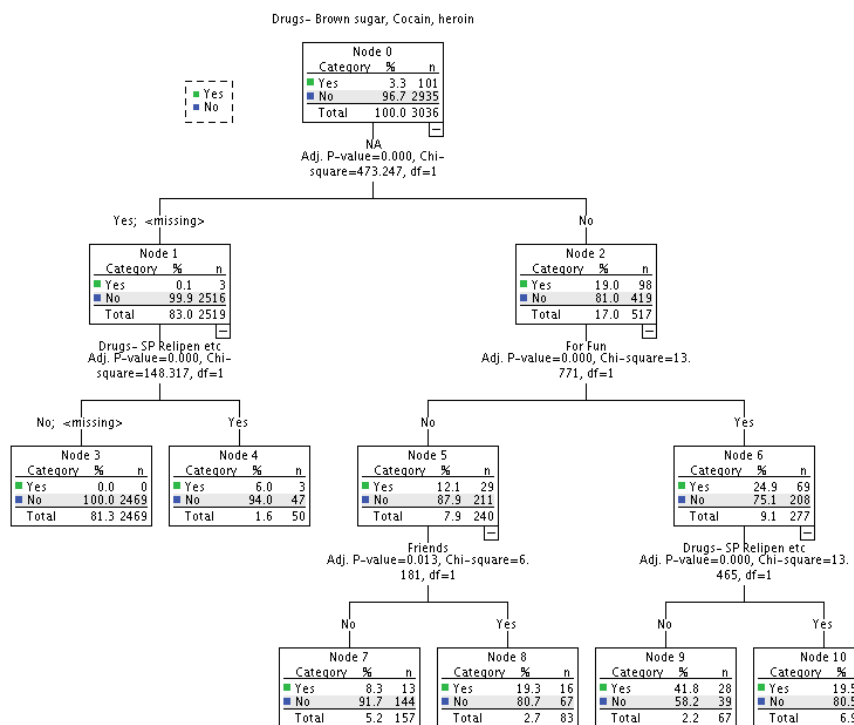 Drugs- Brown sugar, Cocain, heroin
Yes
No
Node 0
Category % n
Yes 3.3 101
No 96.7 2935
Total 100.0 3036
NA
Adj. P-value=0.000, Chi-
square=473.247, df=1
Yes; <missing>
No
Node 1
Category % n
Yes 0.1 3
No 99.9 2516
Total 83.0 2519
Node 2
Category % n
Yes 19.0 98
No 81.0 419
Total 17.0 517
Drugs- SP Relipen etc
Adj. P-value=0.000, Chi-
square=148.317, df=1
For Fun
Adj. P-value=0.000, Chi-square=13.
771, df=1
No; <missing>
Yes
No
Yes
Node 3
Category % n
Yes 0.0 0
No 100.0 2469
Total 81.3 2469
Node 4
Category % n
Yes 6.0 3
No 94.0 47
Total 1.6 50
Node 5
Category % n
Yes 12.1 29
No 87.9 211
Total 7.9 240
Node 6
Category % n
Yes 24.9 69
No 75.1 208
Total 9.1 277
Friends
Adj. P-value=0.013, Chi-square=6.
181, df=1
Drugs- SP Relipen etc
Adj. P-value=0.000, Chi-square=13.
465, df=1
No
Yes
No
Yes
Node 7
Category % n
Yes 8.3 13
No 91.7 144
Total 5.2 157
Node 8
Category % n
Yes 19.3 16
No 80.7 67
Total 2.7 83
Node 9
Category % n
Yes 41.8 28
No 58.2 39
Total 2.2 67
Node 10
Category %
Yes 19.5
No 80.5
Total